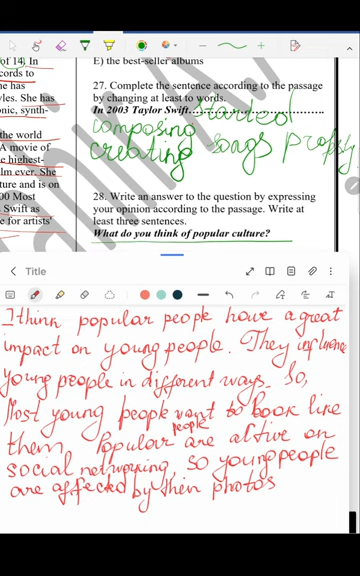 of 14. In
cords to
he has
yles. She has
onic, synth-
the world
A movie of
e highest-
lm ever. She
ture and is on
00 Most
Swift as
e for artists'
E) the best-seller albums
27. Complete the sentence according to the passage
by changing at least to words.
In 2003 Taylor Swift started
composing
creating songs
28. Write an answer to the question by expressing
your opinion according to the passage. Write at
least three sentences.
What do you think of popular culture?
Title
I think popular people have a great
impact on young people. They influence
young people in different ways. So,
Most young people want to look like
them. Popular people are active on
social networking, so young people
are affected by their photos